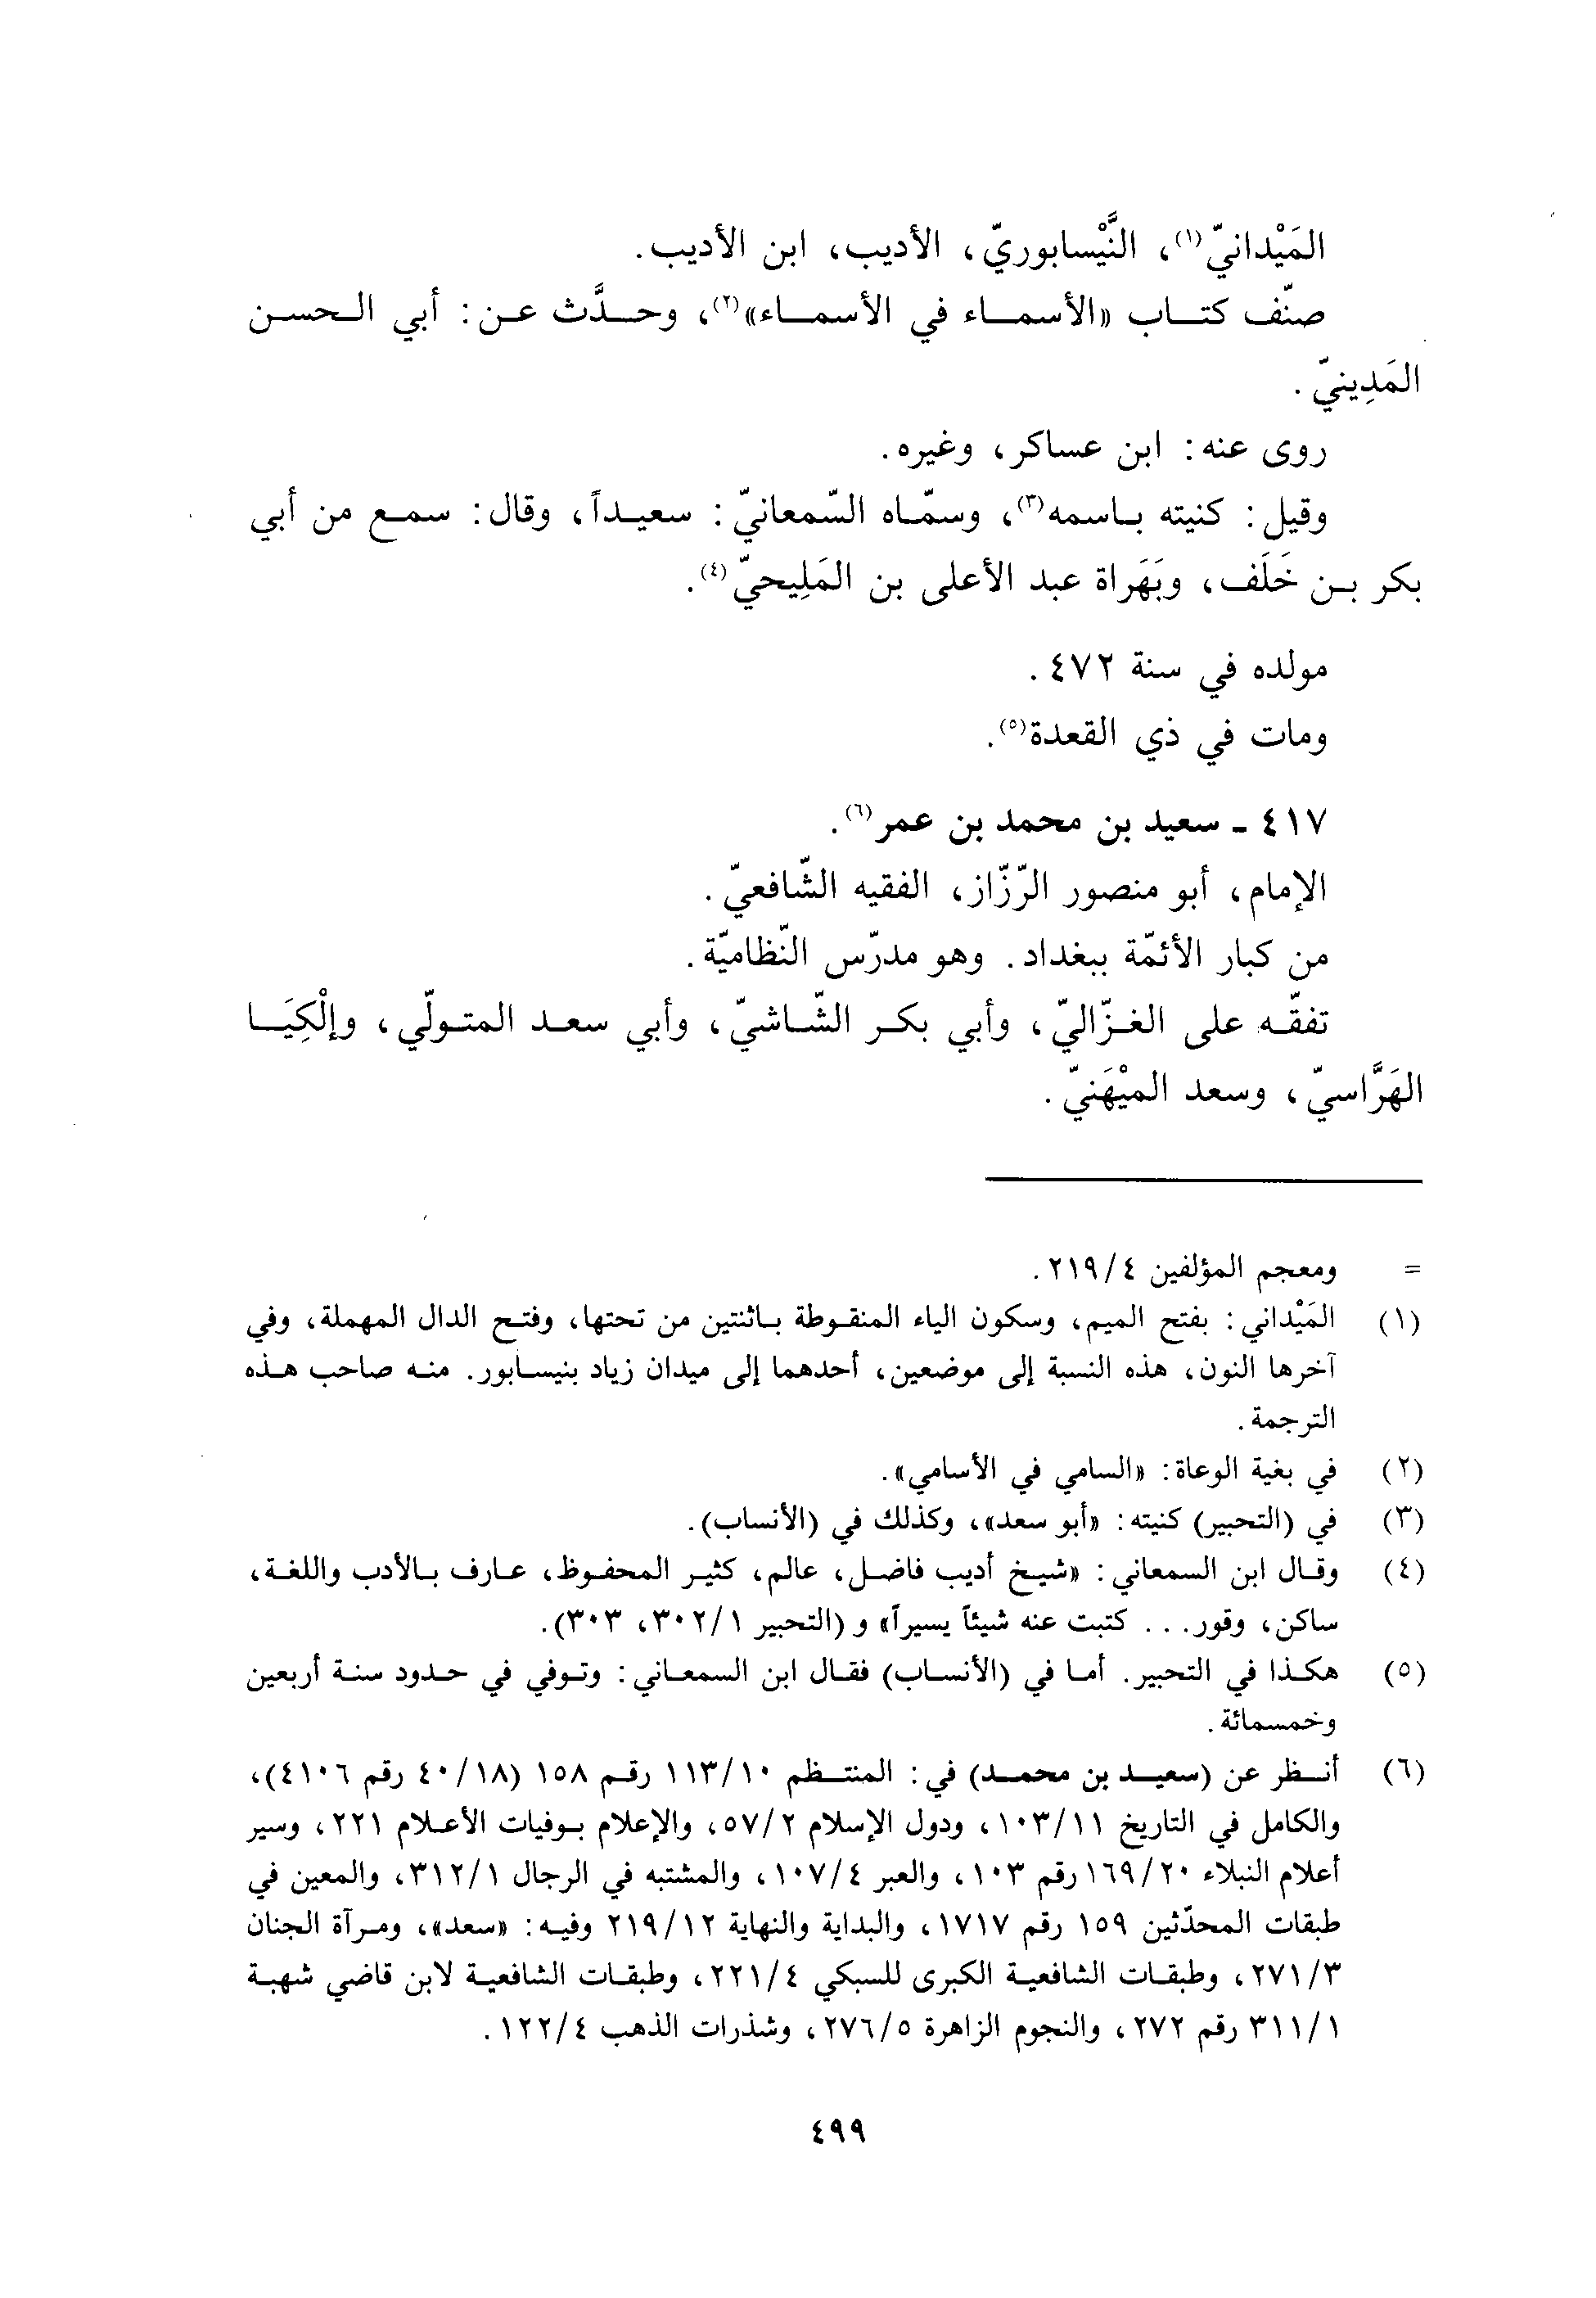 المَيْدانيّ(١)، النَّيْسابوريّ، الأديب، ابن الأديب.
صنّف كتاب «الأسماء في الأسماء»(٢)، وحدَّث عن: أبي الحسن
المَدِينيّ.
روى عنه: ابن عساكر، وغيره.
وقيل: كنيته باسمه(٣)، وسمّاه السّمعانيّ: سعيداً، وقال: سمع من أبي
بكر بن خَلَف، وبَهَراة عبد الأعلى بن المَلِيحيّ(٤).
مولده في سنة ٤٧٢.
ومات في ذي القعدة(٥).
٤١٧ - سعيد بن محمد بن عمر(٦).
الإمام، أبو منصور الرّزّاز، الفقيه الشّافعيّ.
من كبار الأئمّة ببغداد. وهو مدرّس النّظاميّة.
تفقّه على الغزّاليّ، وأبي بكر الشّاشيّ، وأبي سعد المتولّي، وإلْكِيَا
الهَرَّاسيّ، وسعد الميْهَنيّ.
= ومعجم المؤلفين ٢١٩/٤.
(١) المَيْداني: بفتح الميم، وسكون الياء المنقوطة باثنتين من تحتها، وفتح الدال المهملة، وفي
آخرها النون، هذه النسبة إلى موضعين، أحدهما إلى ميدان زياد بنيسابور. منه صاحب هذه
الترجمة.
(٢) في بغية الوعاة: «السامي في الأسامي».
(٣) في (التحبير) كنيته: «أبو سعد»، وكذلك في (الأنساب).
(٤) وقال ابن السمعاني: «شيخ أديب فاضل، عالم، كثير المحفوظ، عارف بالأدب واللغة،
ساكن، وقور... كتبت عنه شيئاً يسيراً» و (التحبير ٣٠٢/١، ٣٠٣).
(٥) هكذا في التحبير. أما في (الأنساب) فقال ابن السمعاني: وتوفي في حدود سنة أربعين
وخمسمائة.
(٦) أنظر عن (سعيد بن محمد) في: المنتظم ١١٣/١٠ رقم ١٥٨ (٤٠/١٨ رقم ٤١٠٦)،
والكامل في التاريخ ١٠٣/١١، ودول الإسلام ٥٧/٢، والإعلام بوفيات الأعلام ٢٢١، وسير
أعلام النبلاء ١٦٩/٢٠ رقم ١٠٣، والعبر ١٠٧/٤، والمشتبه في الرجال ٣١٢/١، والمعين في
طبقات المحدّثين ١٥٩ رقم ١٧١٧، والبداية والنهاية ٢١٩/١٢ وفيه: «سعد»، ومرآة الجنان
٢٧١/٣، وطبقات الشافعية الكبرى للسبكي ٢٢١/٤، وطبقات الشافعية لابن قاضي شهبة
٣١١/١ رقم ٢٧٢، والنجوم الزاهرة ٢٧٦/٥، وشذرات الذهب ١٢٢/٤.
٤٩٩